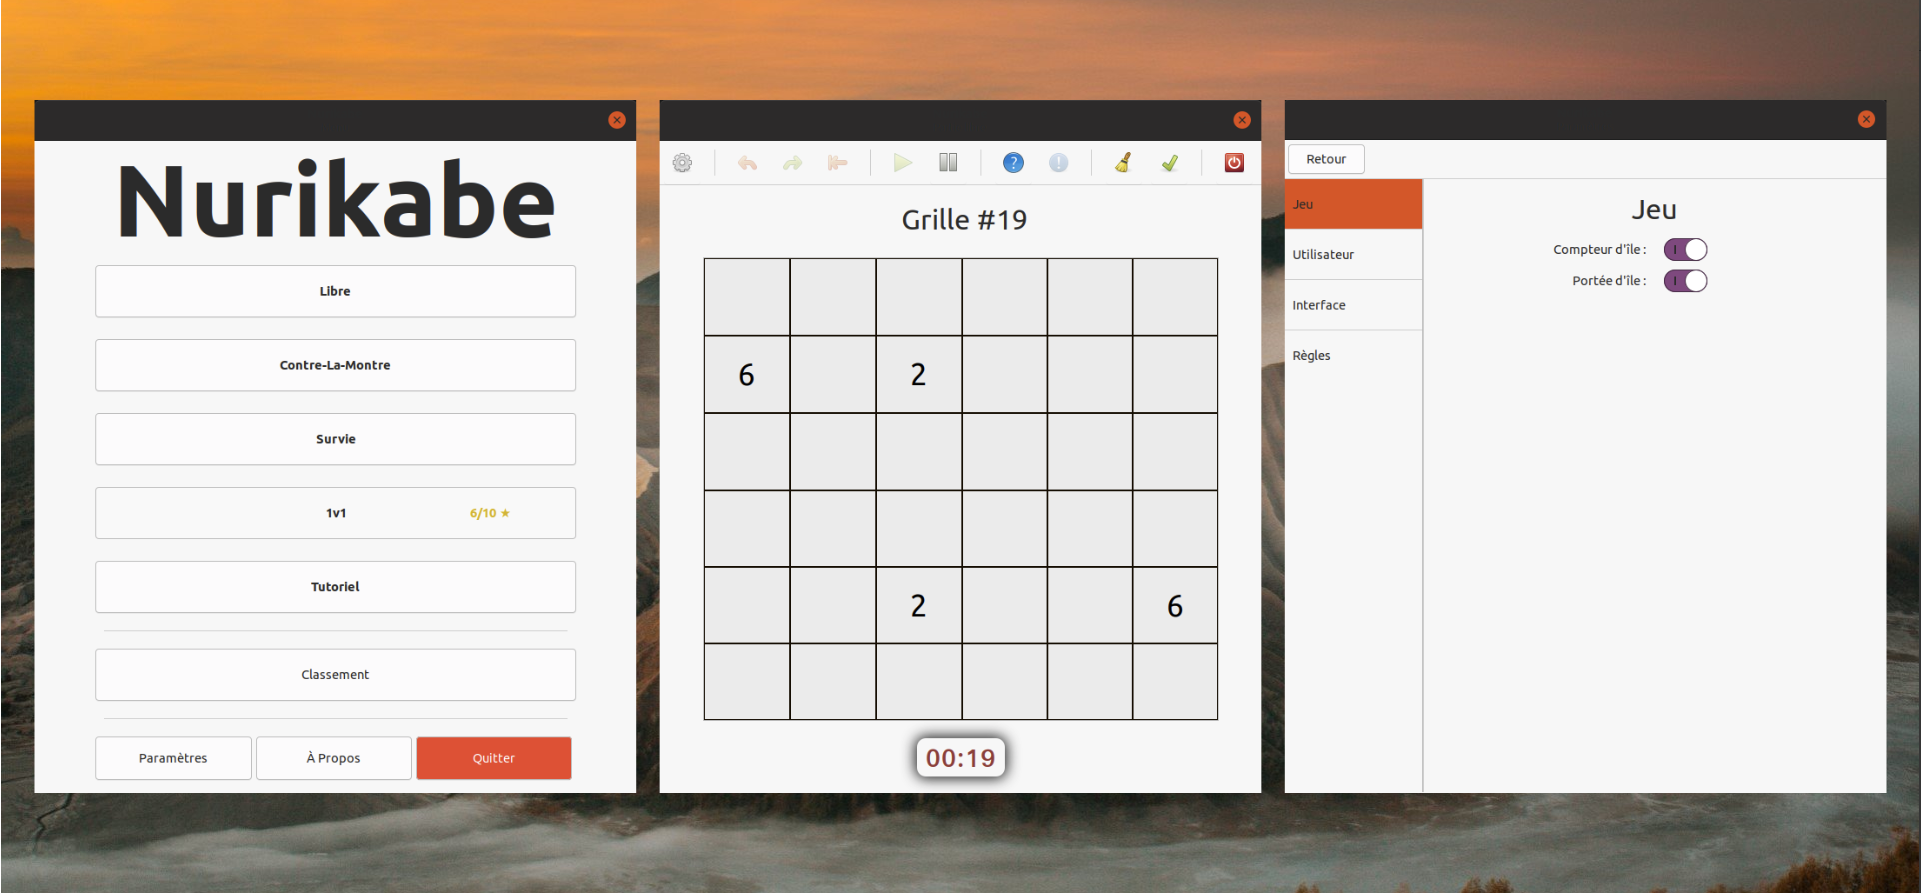 Nurikabe
Libre
Contre-La-Montre
Survie
1v1 6/10 ★
Tutoriel
Classement
Paramètres À Propos Quitter
Grille #19
6 2
2 6
00:19
Retour
Jeu
Utilisateur
Interface
Règles
Jeu
Compteur d'île :
Portée d'île :